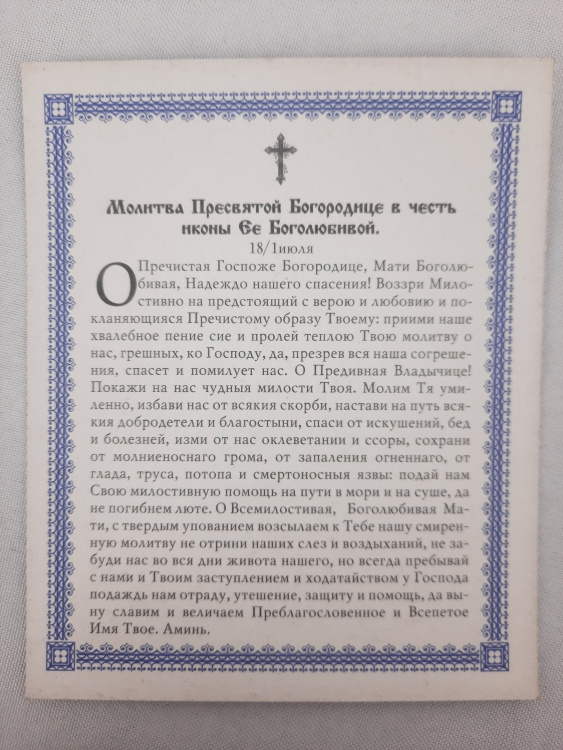 Молитва Пресвятой Богородице в честь
иконы Ее Боголюбивой.
18/1июля
О Пречистая Госпоже Богородице, Мати Боголю-
бивая, Надеждо нашего спасения! Воззри Мило-
стивно на предстоящий с верою и любовию и по-
кланяющияся Пречистому образу Твоему: приими наше
хвалебное пение сие и пролей теплою Твою молитву о
нас, грешных, ко Господу, да, презрев вся наша согреше-
ния, спасет и помилует нас. О Предивная Владычице!
Покажи на нас чудныя милости Твоя. Молим Тя уми-
ленно, избави нас от всякия скорби, настави на путь вся-
кия добродетели и благостыни, спаси от искушений, бед
и болезней, изми от нас оклеветании и ссоры, сохрани
от молниеноснаго грома, от запаления огненнаго, от
глада, труса, потопа и смертоносныя язвы: подай нам
Свою милостивную помощь на пути в мори и на суше, да
не погибнем люте. О Всемилостивая, Боголюбивая Ма-
ти, с твердым упованием возсылаем к Тебе нашу смирен-
ную молитву не отрини наших слез и воздыханий, не за-
буди нас во вся дни живота нашего, но всегда пребывай
с нами и Твоим заступлением и ходатайством у Господа
подаждь нам отраду, утешение, защиту и помощь, да вы-
ну славим и величаем Преблагословенное и Всепетое
Имя Твое. Аминь.